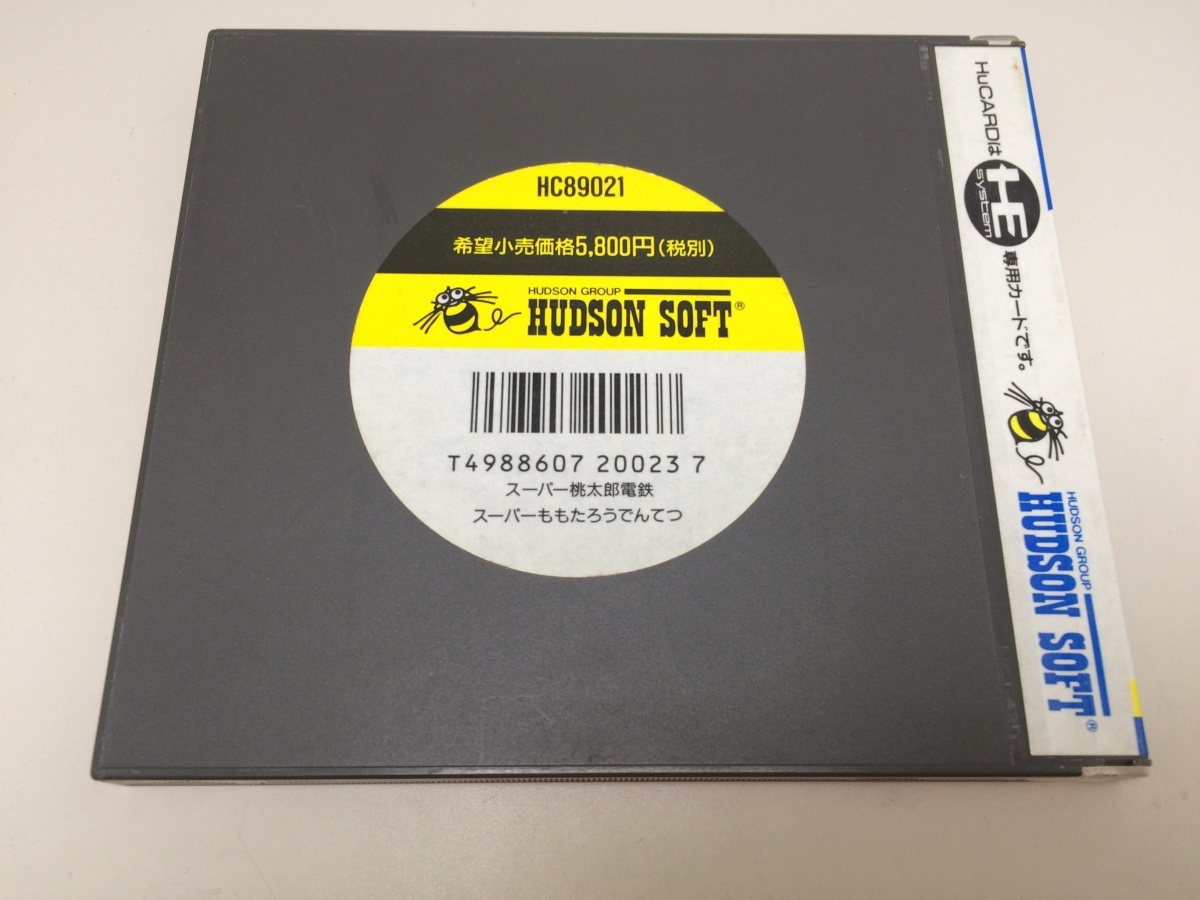 HC89021
希望小売価格5,800円(税別)
HUDSON GROUP
HUDSON SOFT®
T4988607 20023 7
スーパー桃太郎電鉄
スーパーももたろうでんてつ
HuCARDは HE system 専用カードです。
HUDSON GROUP
HUDSON SOFT®